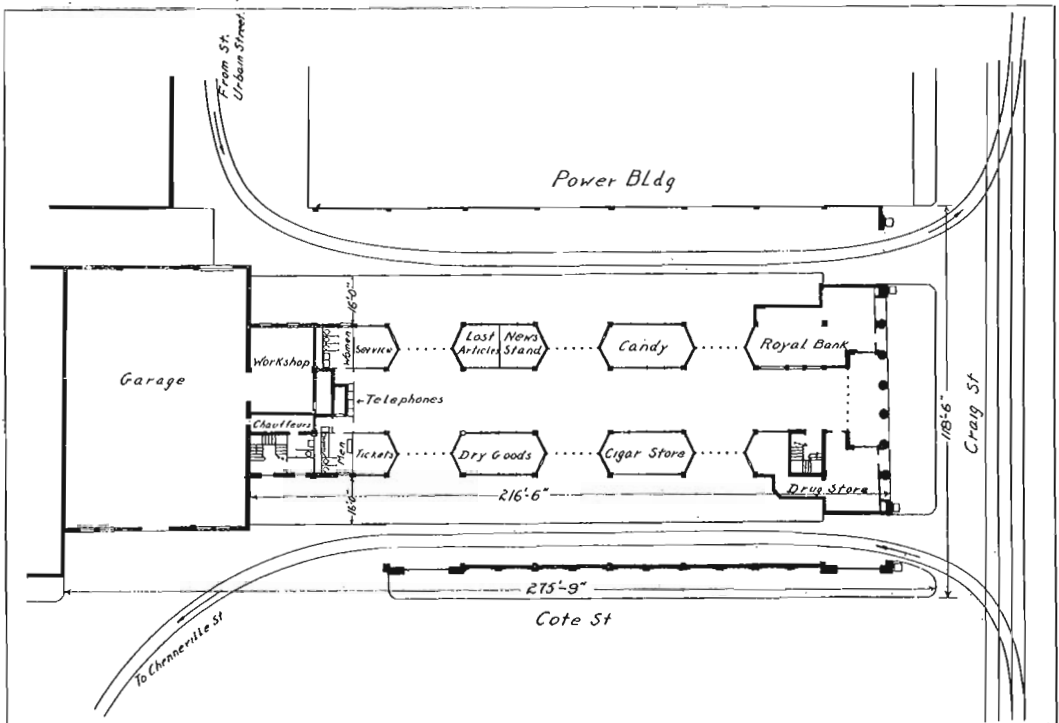 From St.
Urbain Street.
Power Bldg
16'-0"
Women
Service
Lost
Articles
News
Stand
Candy
Royal Bank
Workshop
Garage
Telephones
Chauffeurs
Men
Tickets
Dry Goods
Cigar Store
Drug Store
216'-6"
16'-0"
118'-6"
Craig St
275'-9"
Cote St
To Chenneville St